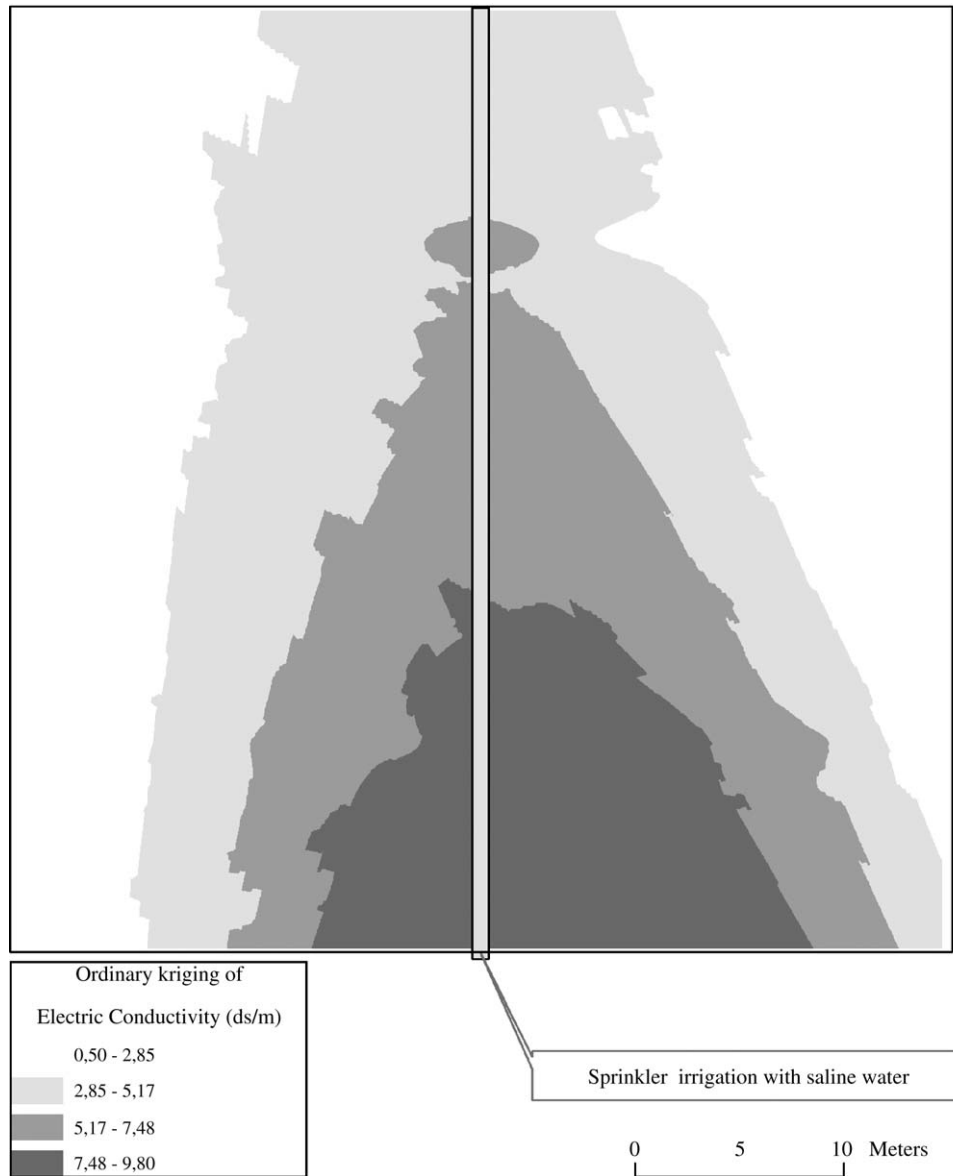 Ordinary kriging of
Electric Conductivity (ds/m)
0,50 - 2,85
2,85 - 5,17
5,17 - 7,48
7,48 - 9,80
Sprinkler irrigation with saline water
0 5 10 Meters